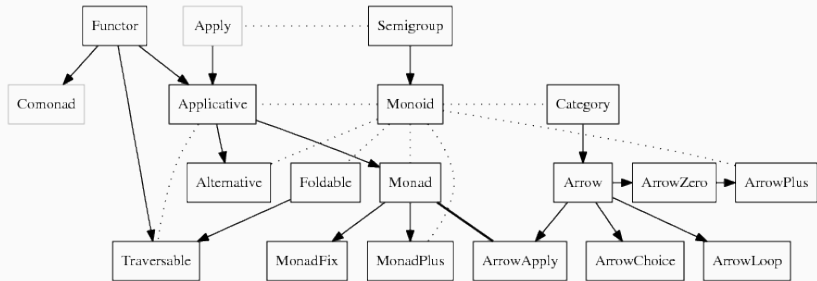 Functor
Apply
Semigroup
Comonad
Applicative
Monoid
Category
Alternative
Foldable
Monad
Arrow
ArrowZero
ArrowPlus
Traversable
MonadFix
MonadPlus
ArrowApply
ArrowChoice
ArrowLoop